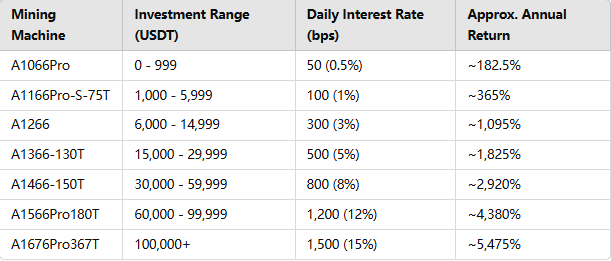 Mining Machine | Investment Range (USDT) | Daily Interest Rate (bps) | Approx. Annual Return
A1066Pro | 0 - 999 | 50 (0.5%) | ~182.5%
A1166Pro-S-75T | 1,000 - 5,999 | 100 (1%) | ~365%
A1266 | 6,000 - 14,999 | 300 (3%) | ~1,095%
A1366-130T | 15,000 - 29,999 | 500 (5%) | ~1,825%
A1466-150T | 30,000 - 59,999 | 800 (8%) | ~2,920%
A1566Pro180T | 60,000 - 99,999 | 1,200 (12%) | ~4,380%
A1676Pro367T | 100,000+ | 1,500 (15%) | ~5,475%